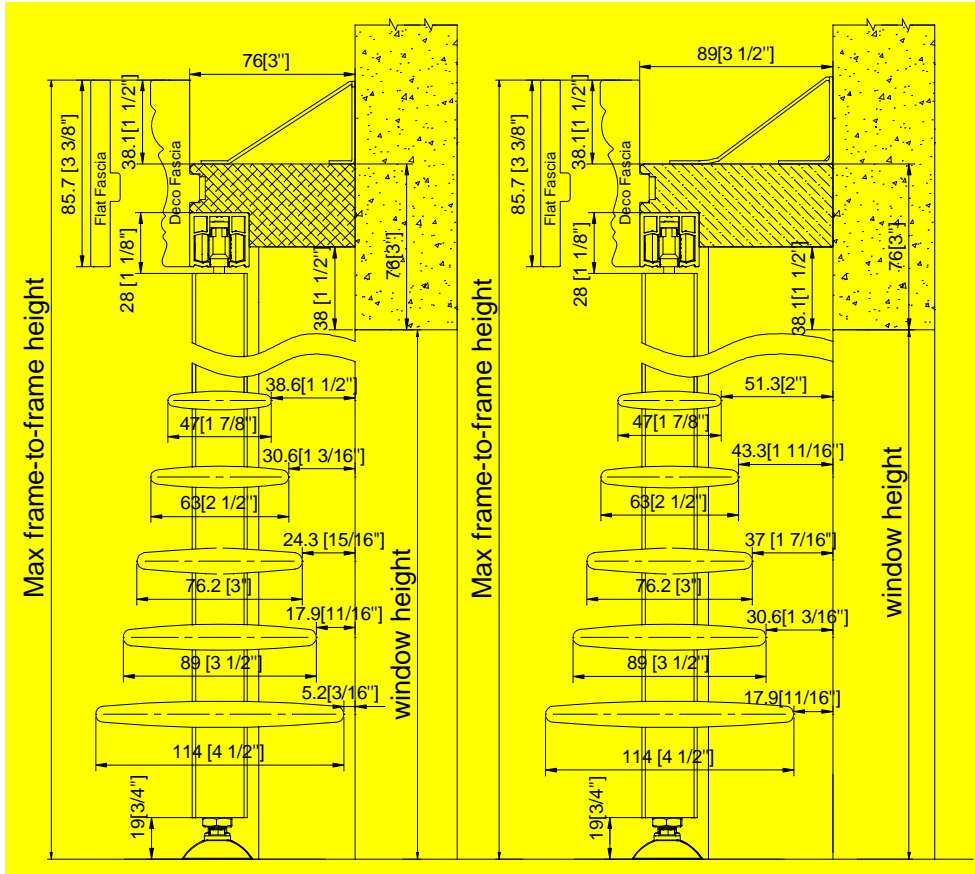 76[3"]
38.1[1 1/2"]
85.7 [3 3/8"]
Flat Fascia
Deco Fascia
28 [1 1/8"]
76[3"]
38 [1 1/2"]
Max frame-to-frame height
38.6[1 1/2"]
47[1 7/8"]
30.6[1 3/16"]
63[2 1/2"]
24.3 [15/16"]
76.2 [3"]
17.9[11/16"]
89 [3 1/2"]
5.2[3/16"]
114 [4 1/2"]
window height
19[3/4"]
89[3 1/2"]
38.1[1 1/2"]
85.7 [3 3/8"]
Flat Fascia
Deco Fascia
28 [1 1/8"]
76[3"]
38.1[1 1/2"]
Max frame-to-frame height
51.3[2"]
47[1 7/8"]
43.3[1 11/16"]
63[2 1/2"]
37 [1 7/16"]
76.2 [3"]
30.6[1 3/16"]
89 [3 1/2"]
17.9[11/16"]
114 [4 1/2"]
window height
19[3/4"]